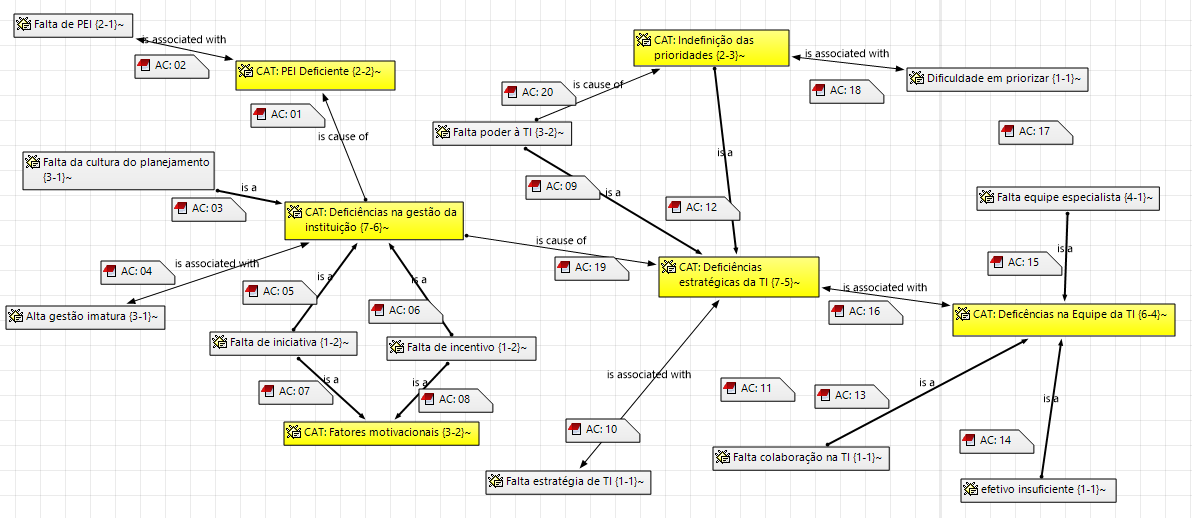 Falta de PEI {2-1}~
is associated with
AC: 02
CAT: PEI Deficiente {2-2}~
AC: 01
is cause of
Falta da cultura do planejamento
{3-1}~
is a
AC: 03
CAT: Deficiências na gestão da
instituição {7-6}~
AC: 04
is associated with
Alta gestão imatura {3-1}~
AC: 05
is a
AC: 06
is a
Falta de iniciativa {1-2}~
Falta de incentivo {1-2}~
AC: 07
is a
is a
AC: 08
CAT: Fatores motivacionais {3-2}~
CAT: Indefinição das
prioridades {2-3}~
is associated with
AC: 18
Dificuldade em priorizar {1-1}~
AC: 20
is cause of
Falta poder à TI {3-2}~
AC: 17
is a
AC: 09
is a
AC: 12
is cause of
AC: 19
CAT: Deficiências
estratégicas da TI {7-5}~
Falta equipe especialista {4-1}~
is a
AC: 15
is associated with
AC: 16
CAT: Deficências na Equipe da TI {6-4}~
is associated with
AC: 11
AC: 13
is a
is a
AC: 10
AC: 14
Falta colaboração na TI {1-1}~
Falta estratégia de TI {1-1}~
efetivo insuficiente {1-1}~